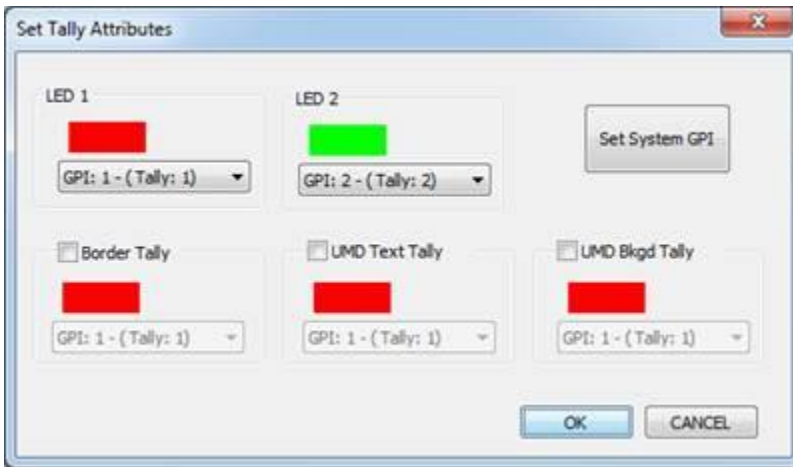 Set Tally Attributes
LED 1
LED 2
Set System GPI
GPI: 1 - ( Tally: 1)
GPI: 2 - ( Tally: 2)
Border Tally
UMD Text Tally
UMD Bkgd Tally
GPI: 1 - ( Tally: 1)
GPI: 1 - ( Tally: 1)
GPI: 1 - ( Tally: 1)
OK
CANCEL